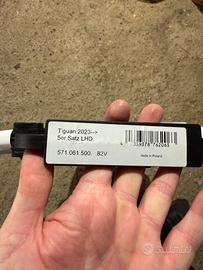 Tiguan 2023-->
5er Satz LHD
571.061.500. .82V
Made in Poland